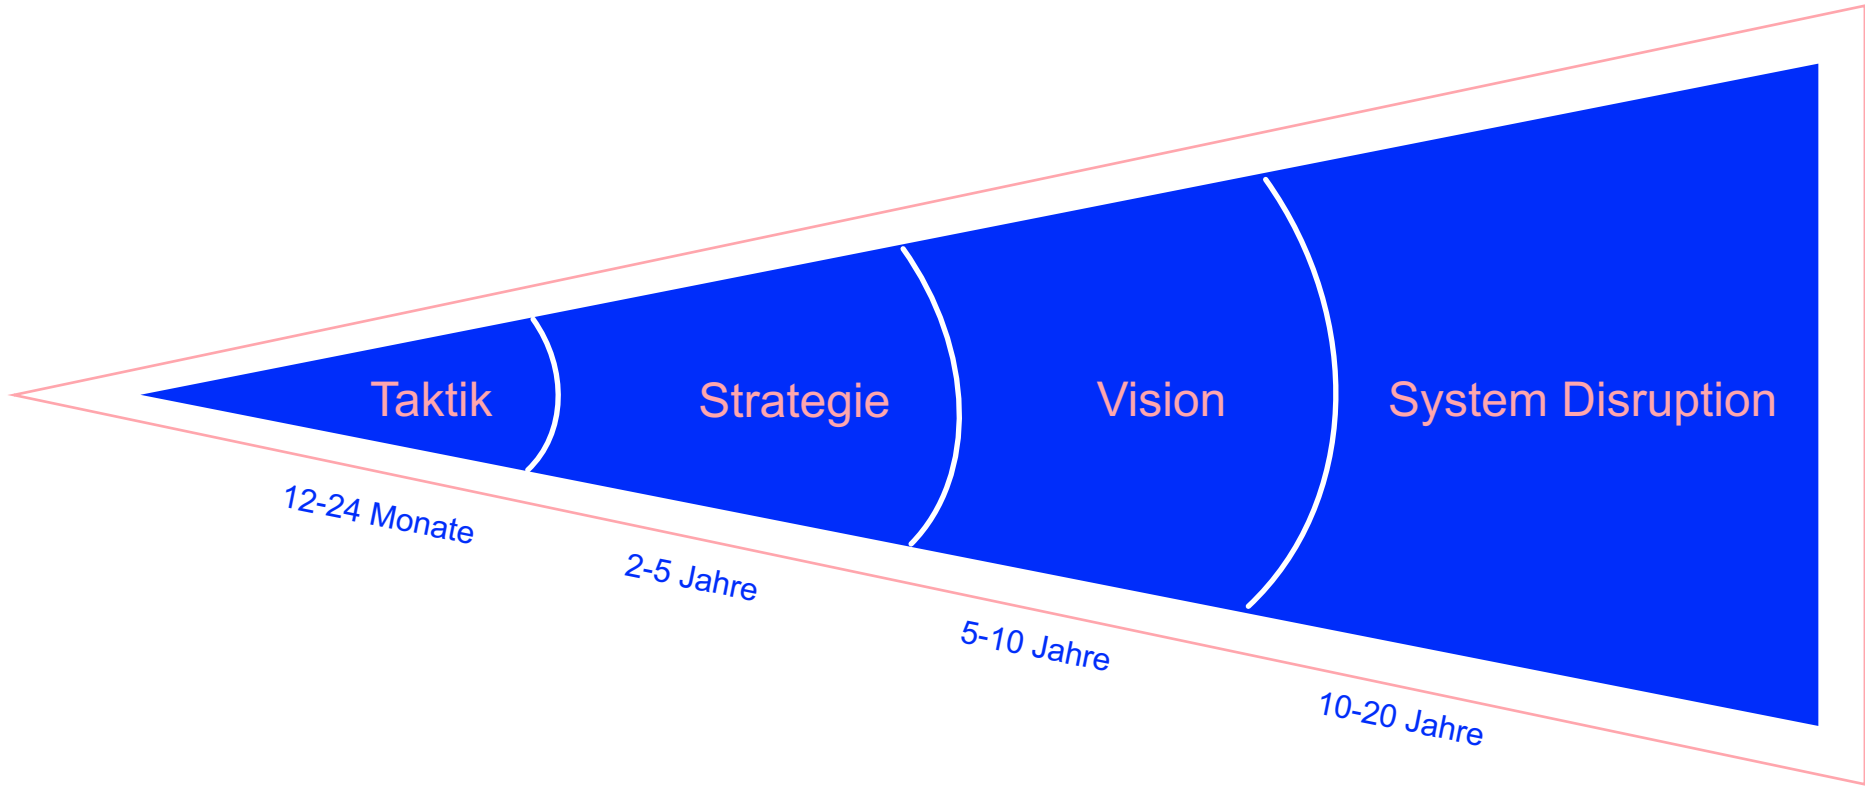 Taktik
Strategie
Vision
System Disruption
12-24 Monate
2-5 Jahre
5-10 Jahre
10-20 Jahre